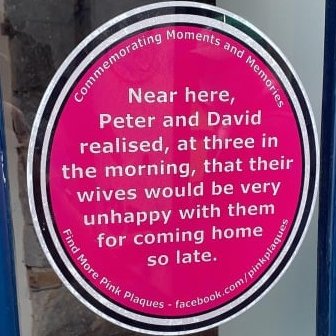 Commemorating Moments and Memories
Near here,
Peter and David
realised, at three in
the morning, that their
wives would be very
unhappy with them
for coming home
so late.
Find More Pink Plaques - facebook.com/pinkplaques